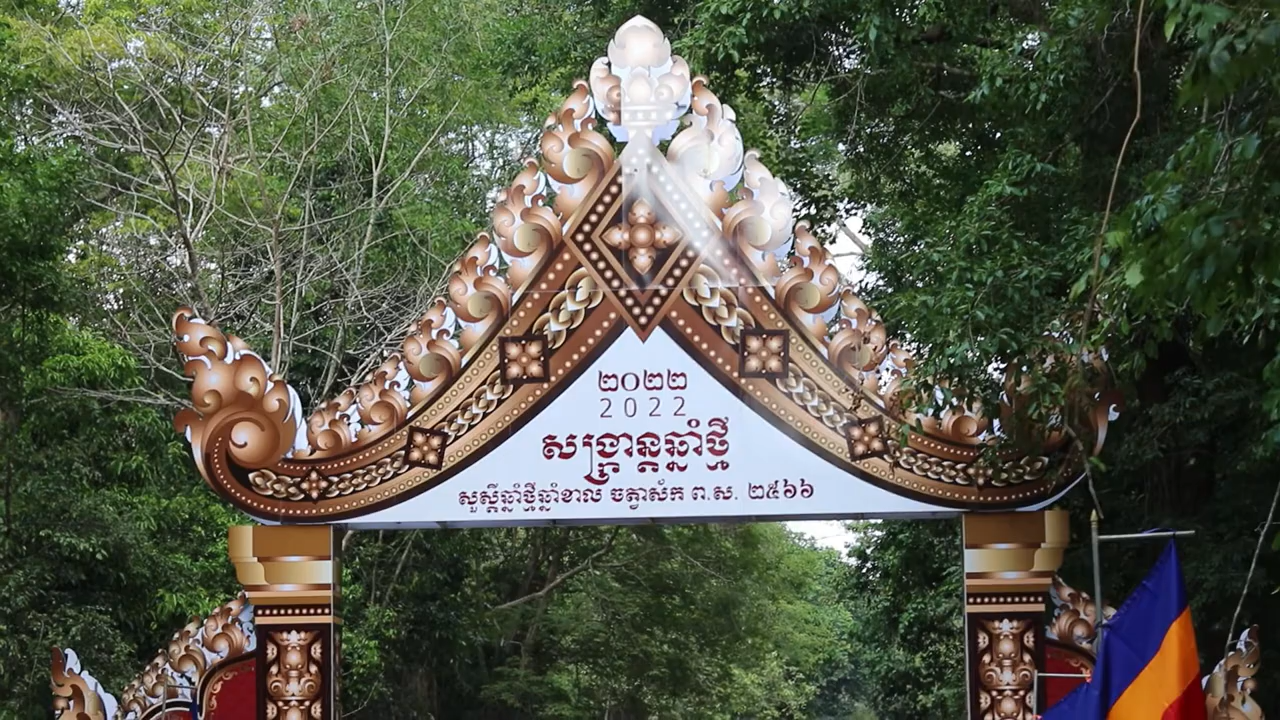 ២០២២
2022
សង្ក្រាន្តឆ្នាំថ្មី
សួស្តីឆ្នាំថ្មីឆ្នាំខាល ចត្វាស័ក ព.ស. ២៥៦៦